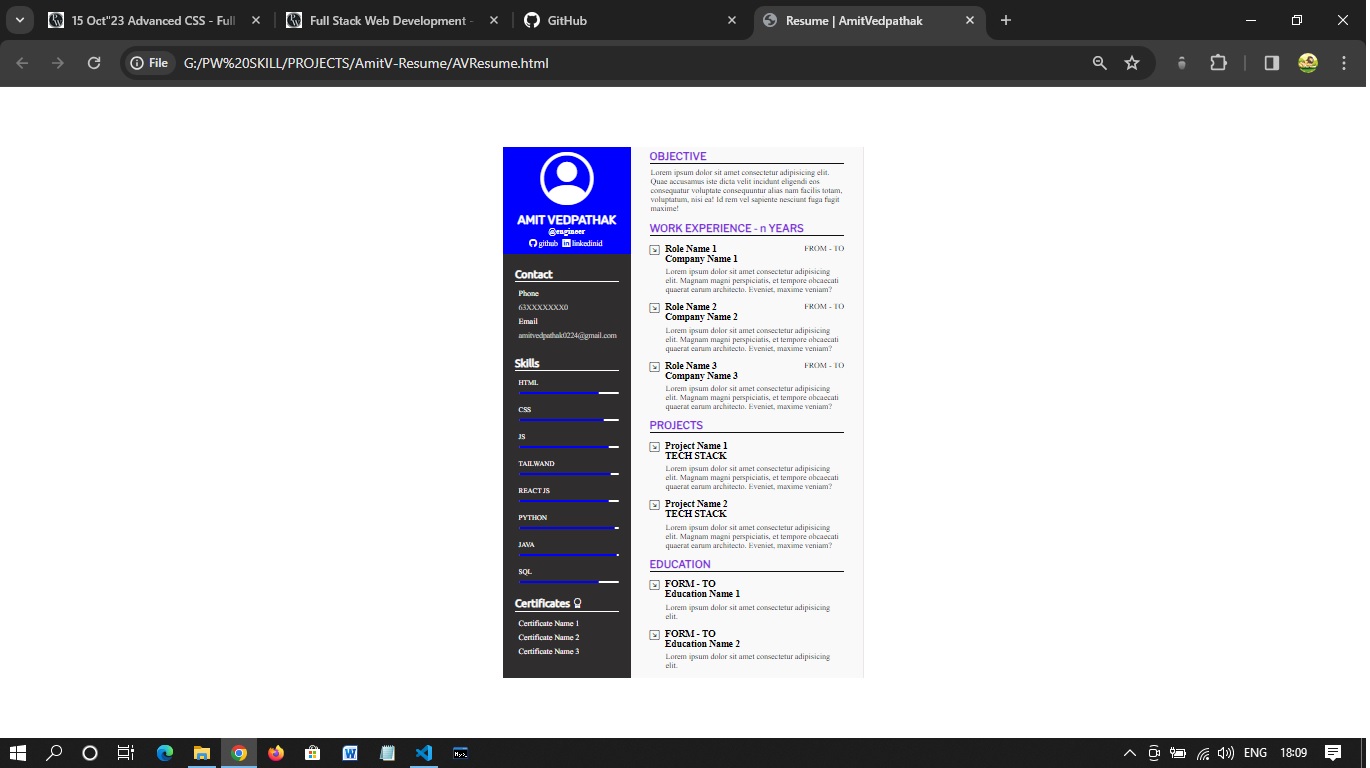 15 Oct"23 Advanced CSS - Full
Full Stack Web Development -
GitHub
Resume | AmitVedpathak
File
G:/PW%20SKILL/PROJECTS/AmitV-Resume/AVResume.html
AMIT VEDPATHAK
@engineer
github in linkedinid
Contact
Phone
63XXXXXXX0
Email
amitvedpathak0224@gmail.com
Skills
HTML
CSS
JS
TAILWAND
REACT JS
PYTHON
JAVA
SQL
Certificates
Certificate Name 1
Certificate Name 2
Certificate Name 3
OBJECTIVE
Lorem ipsum dolor sit amet consectetur adipisicing elit.
Quae accusamus iste dicta velit incidunt eligendi eos
consequatur voluptate consequuntur alias nam facilis totam,
voluptatum, nisi ea! Id rem vel sapiente nesciunt fuga fugit
maxime!
WORK EXPERIENCE - n YEARS
Role Name 1 FROM - TO
Company Name 1
Lorem ipsum dolor sit amet consectetur adipisicing
elit. Magnam magni perspiciatis, et tempore obcaecati
quaerat earum architecto. Eveniet, maxime veniam?
Role Name 2 FROM - TO
Company Name 2
Lorem ipsum dolor sit amet consectetur adipisicing
elit. Magnam magni perspiciatis, et tempore obcaecati
quaerat earum architecto. Eveniet, maxime veniam?
Role Name 3 FROM - TO
Company Name 3
Lorem ipsum dolor sit amet consectetur adipisicing
elit. Magnam magni perspiciatis, et tempore obcaecati
quaerat earum architecto. Eveniet, maxime veniam?
PROJECTS
Project Name 1
TECH STACK
Lorem ipsum dolor sit amet consectetur adipisicing
elit. Magnam magni perspiciatis, et tempore obcaecati
quaerat earum architecto. Eveniet, maxime veniam?
Project Name 2
TECH STACK
Lorem ipsum dolor sit amet consectetur adipisicing
elit. Magnam magni perspiciatis, et tempore obcaecati
quaerat earum architecto. Eveniet, maxime veniam?
EDUCATION
FORM - TO
Education Name 1
Lorem ipsum dolor sit amet consectetur adipisicing
elit.
FORM - TO
Education Name 2
Lorem ipsum dolor sit amet consectetur adipisicing
elit.
ENG
18:09